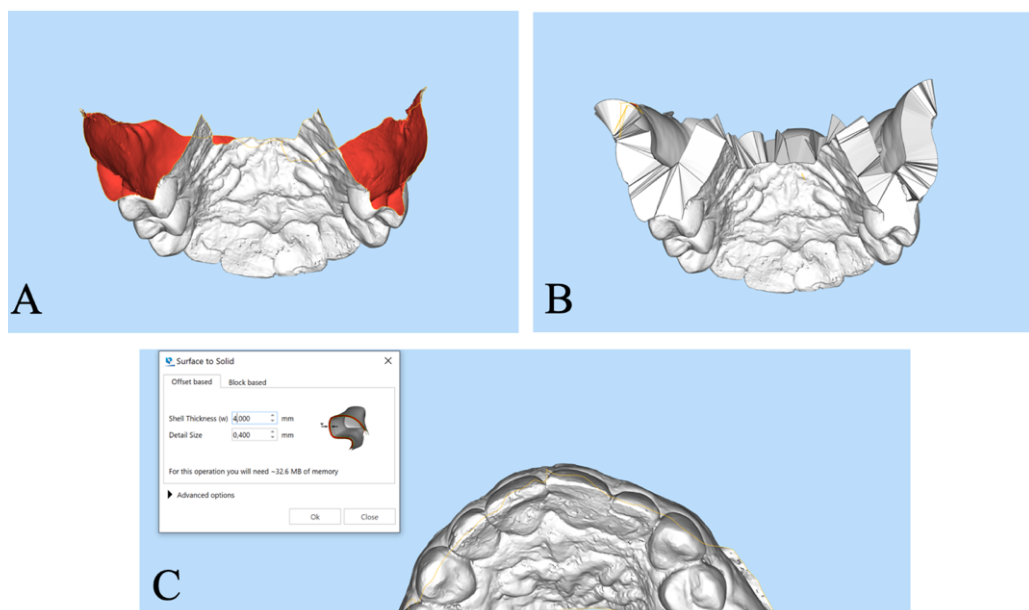 A
B
Surface to Solid
Offset based
Block based
Shell Thickness (w) 4,000 mm
Detail Size 0,400 mm
For this operation you will need ~32.6 MB of memory
Advanced options
Ok
Close
C